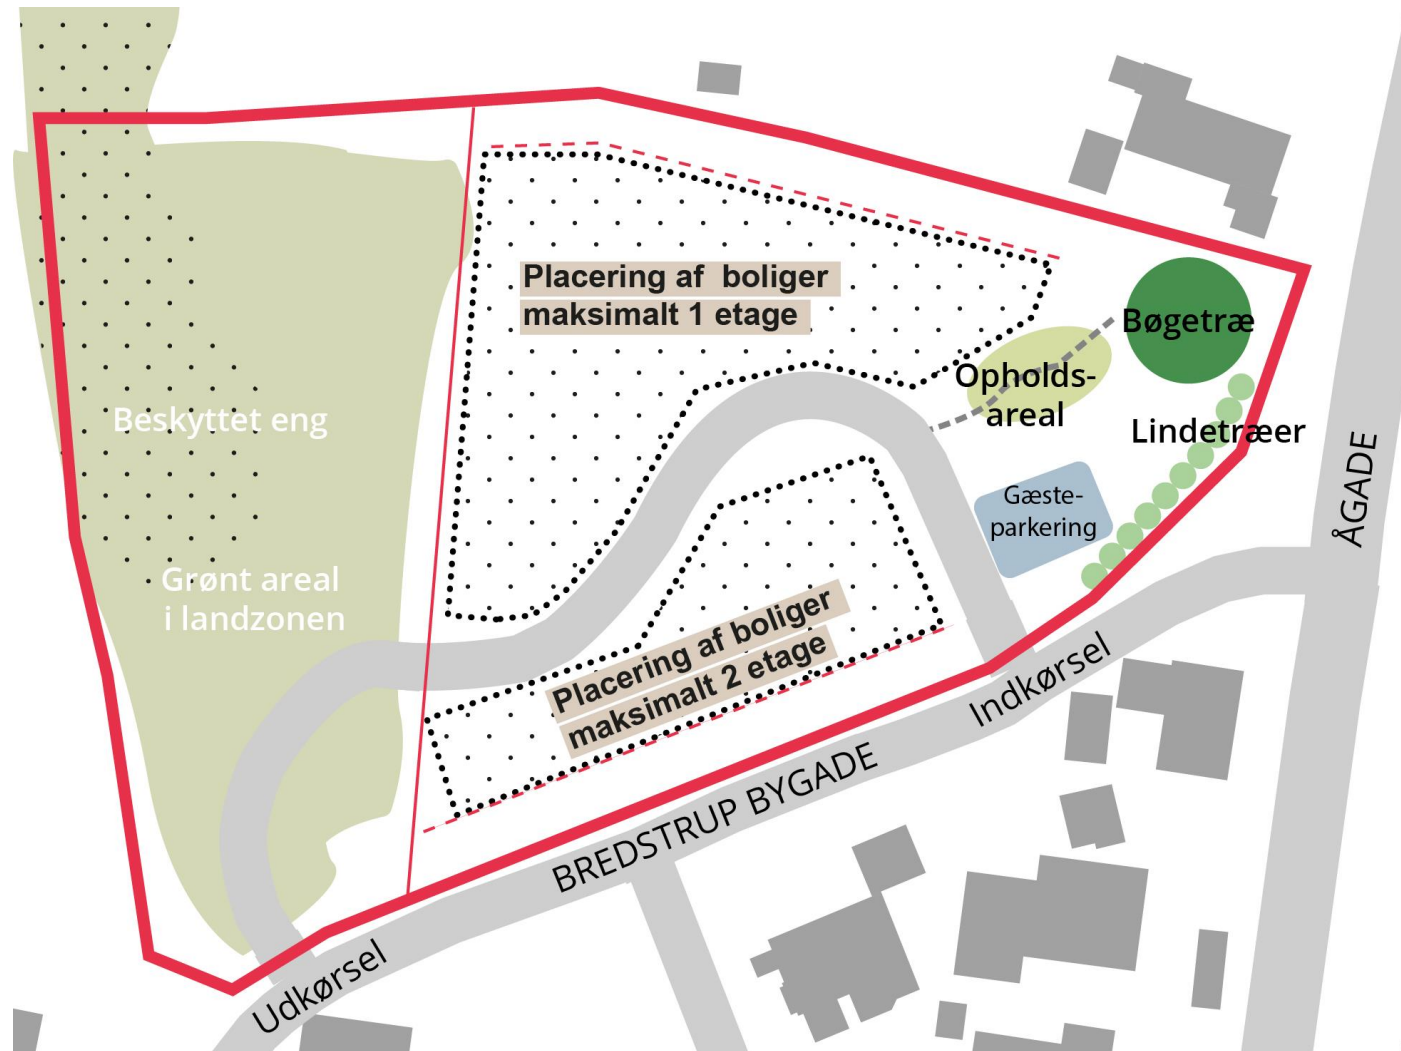 Placering af boliger
maksimalt 1 etage
Bøgetræ
Opholds-
areal
Lindetræer
Beskyttet eng
Gæste-
parkering
ÅGADE
Grønt areal
i landzonen
Placering af boliger
maksimalt 2 etage
Indkørsel
BREDSTRUP BYGADE
Udkørsel